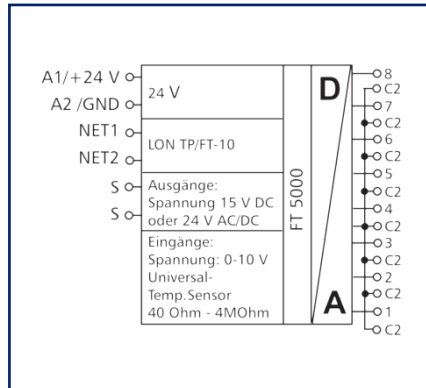 A1/+24 V
A2 /GND
NET1
NET2
S
S
24 V
LON TP/FT-10
Ausgänge:
Spannung 15 V DC
oder 24 V AC/DC
Eingänge:
Spannung: 0-10 V
Universal-
Temp.Sensor
40 Ohm - 4MOhm
FT 5000
D
A
8
C2
7
C2
6
C2
5
C2
4
C2
3
C2
2
C2
1
C2